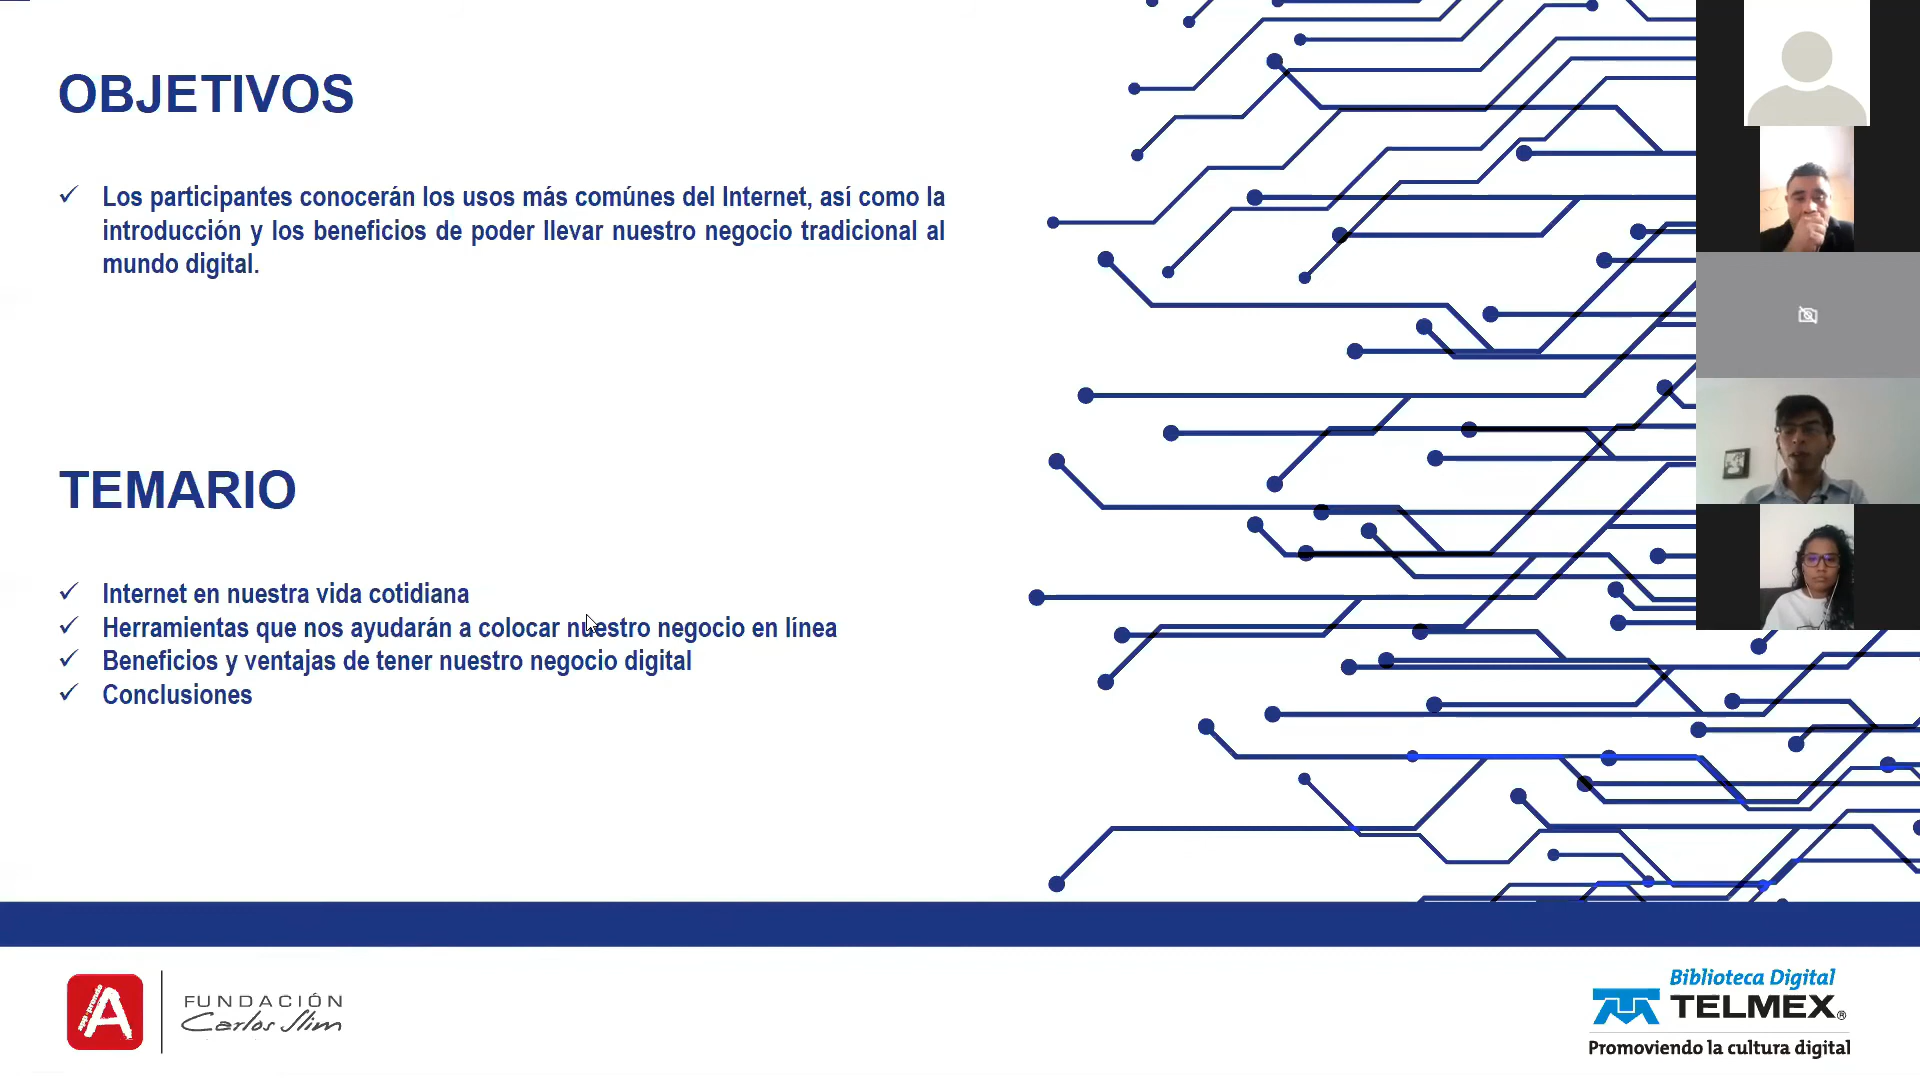 OBJETIVOS
✓ Los participantes conocerán los usos más comúnes del Internet, así como la
introducción y los beneficios de poder llevar nuestro negocio tradicional al
mundo digital.
TEMARIO
✓ Internet en nuestra vida cotidiana
✓ Herramientas que nos ayudarán a colocar nuestro negocio en línea
✓ Beneficios y ventajas de tener nuestro negocio digital
✓ Conclusiones
A
FUNDACIÓN
Carlos Slim
Biblioteca Digital
TELMEX®
Promoviendo la cultura digital